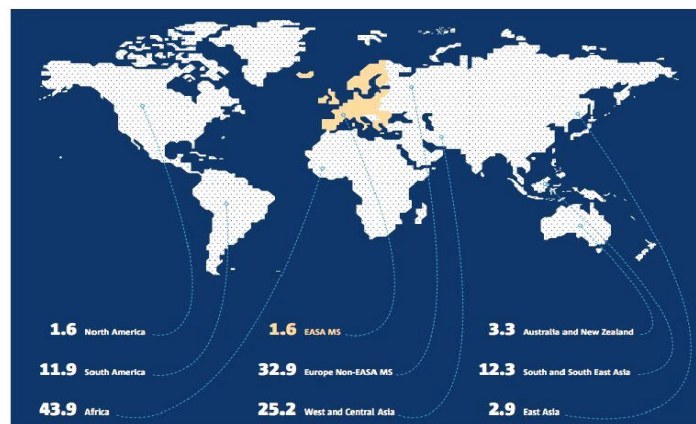 1.6 North America
1.6 EASA MS
3.3 Australia and New Zealand
11.9 South America
32.9 Europe Non-EASA MS
12.3 South and South East Asia
43.9 Africa
25.2 West and Central Asia
2.9 East Asia